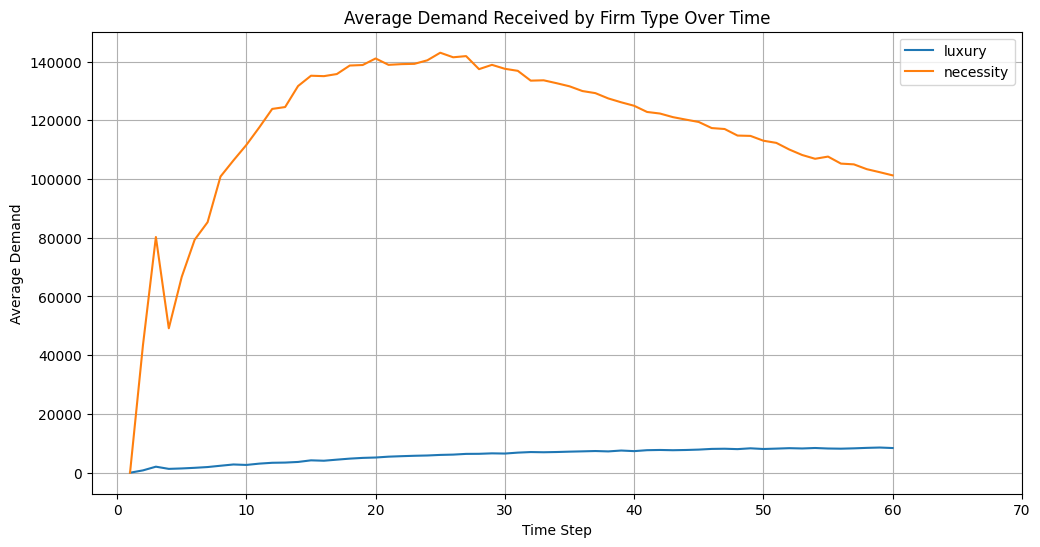 Average Demand Received by Firm Type Over Time
luxury
necessity
Average Demand
140000
120000
100000
80000
60000
40000
20000
0
0 10 20 30 40 50 60 70
Time Step